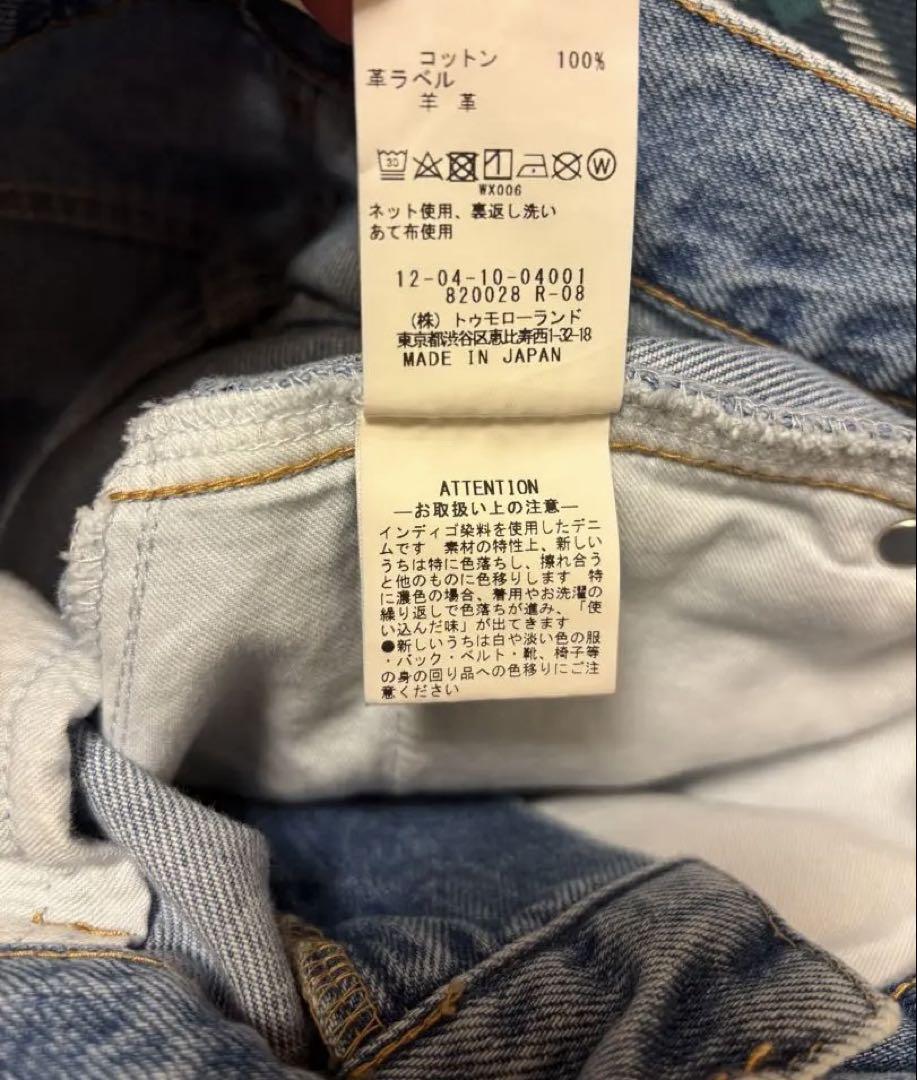 コットン 100%
革ラベル
羊 革
30
W
WX006
ネット使用、裏返し洗い
あて布使用
12-04-10-04001
820028 R-08
(株) トゥモローランド
東京都渋谷区恵比寿西1-32-18
MADE IN JAPAN
ATTENTION
―お取扱い上の注意―
インディゴ染料を使用したデニ
ムです 素材の特性上、新しい
うちは特に色落ちし、擦れ合う
と他のものに色移りします 特
に濃色の場合、着用やお洗濯の
繰り返しで色落ちが進み、「使
い込んだ味」が出てきます
●新しいうちは白や淡い色の服
・バック・ベルト・靴、椅子等
の身の回り品への色移りにご注
意ください